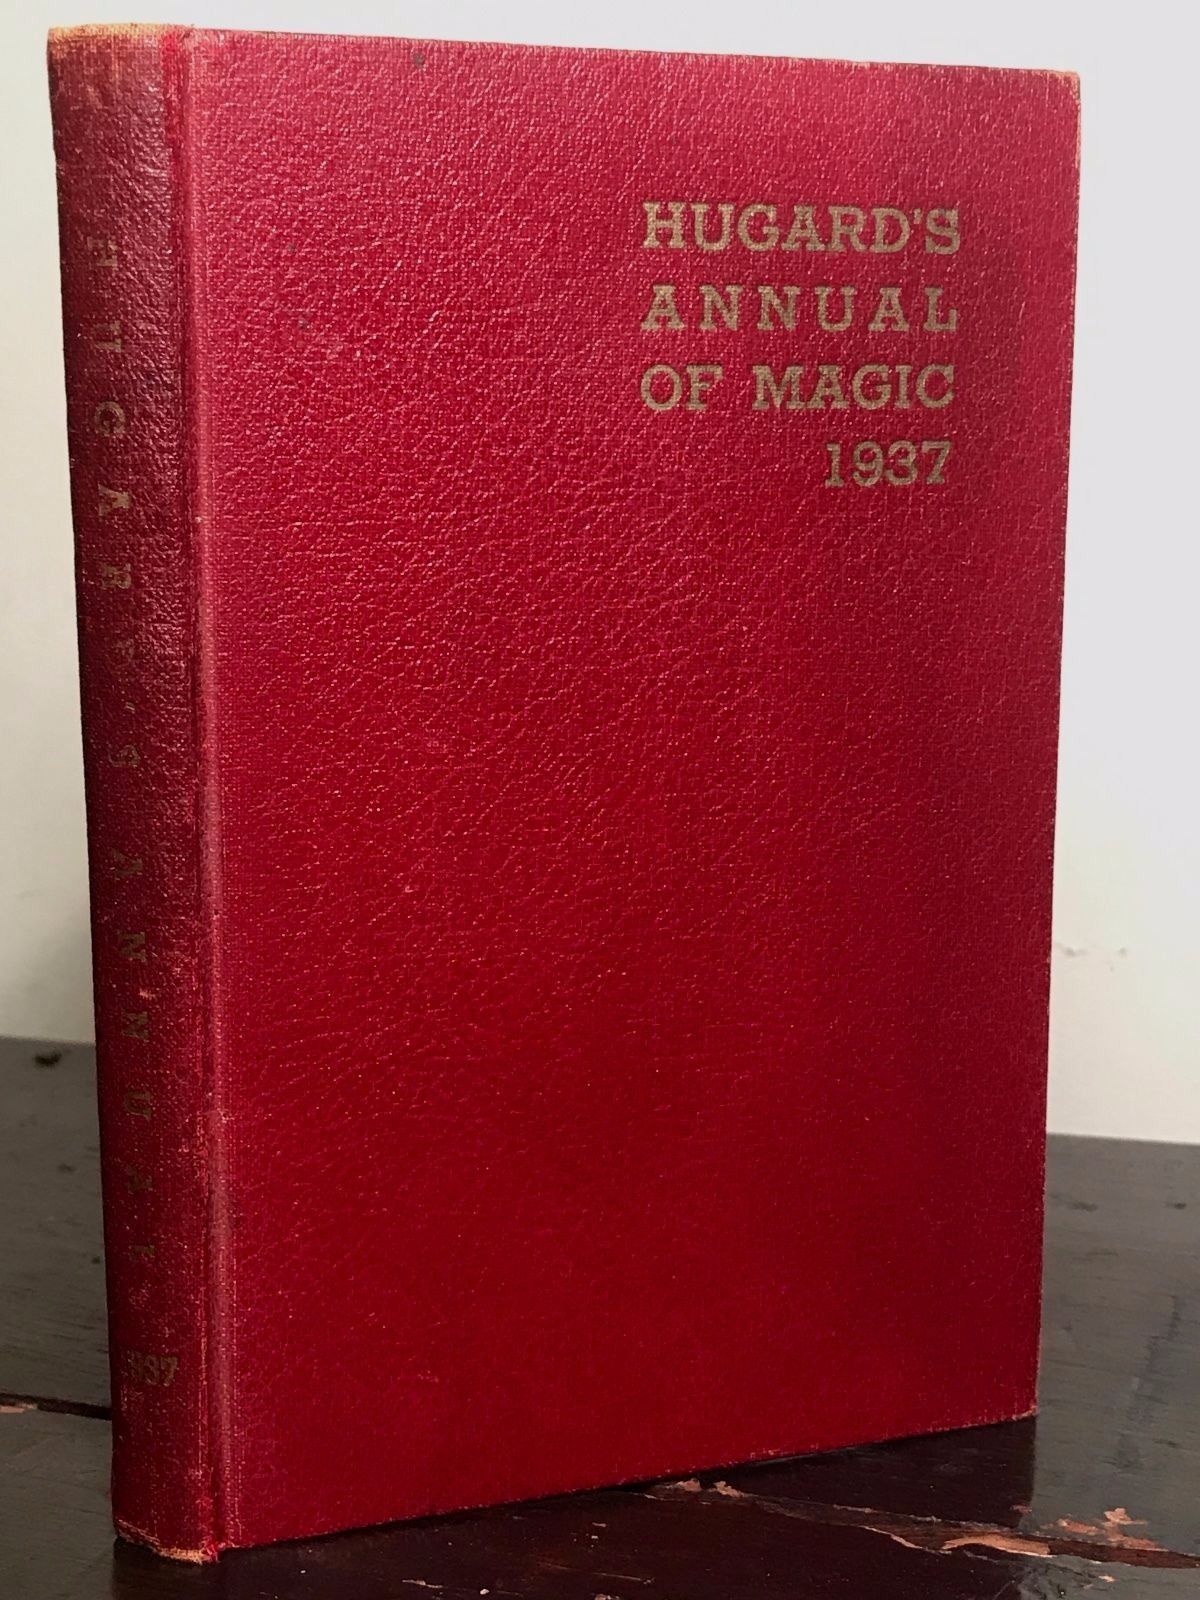 HUGARD'S
ANNUAL
OF MAGIC
1937
HUGARD'S ANNUAL 1937